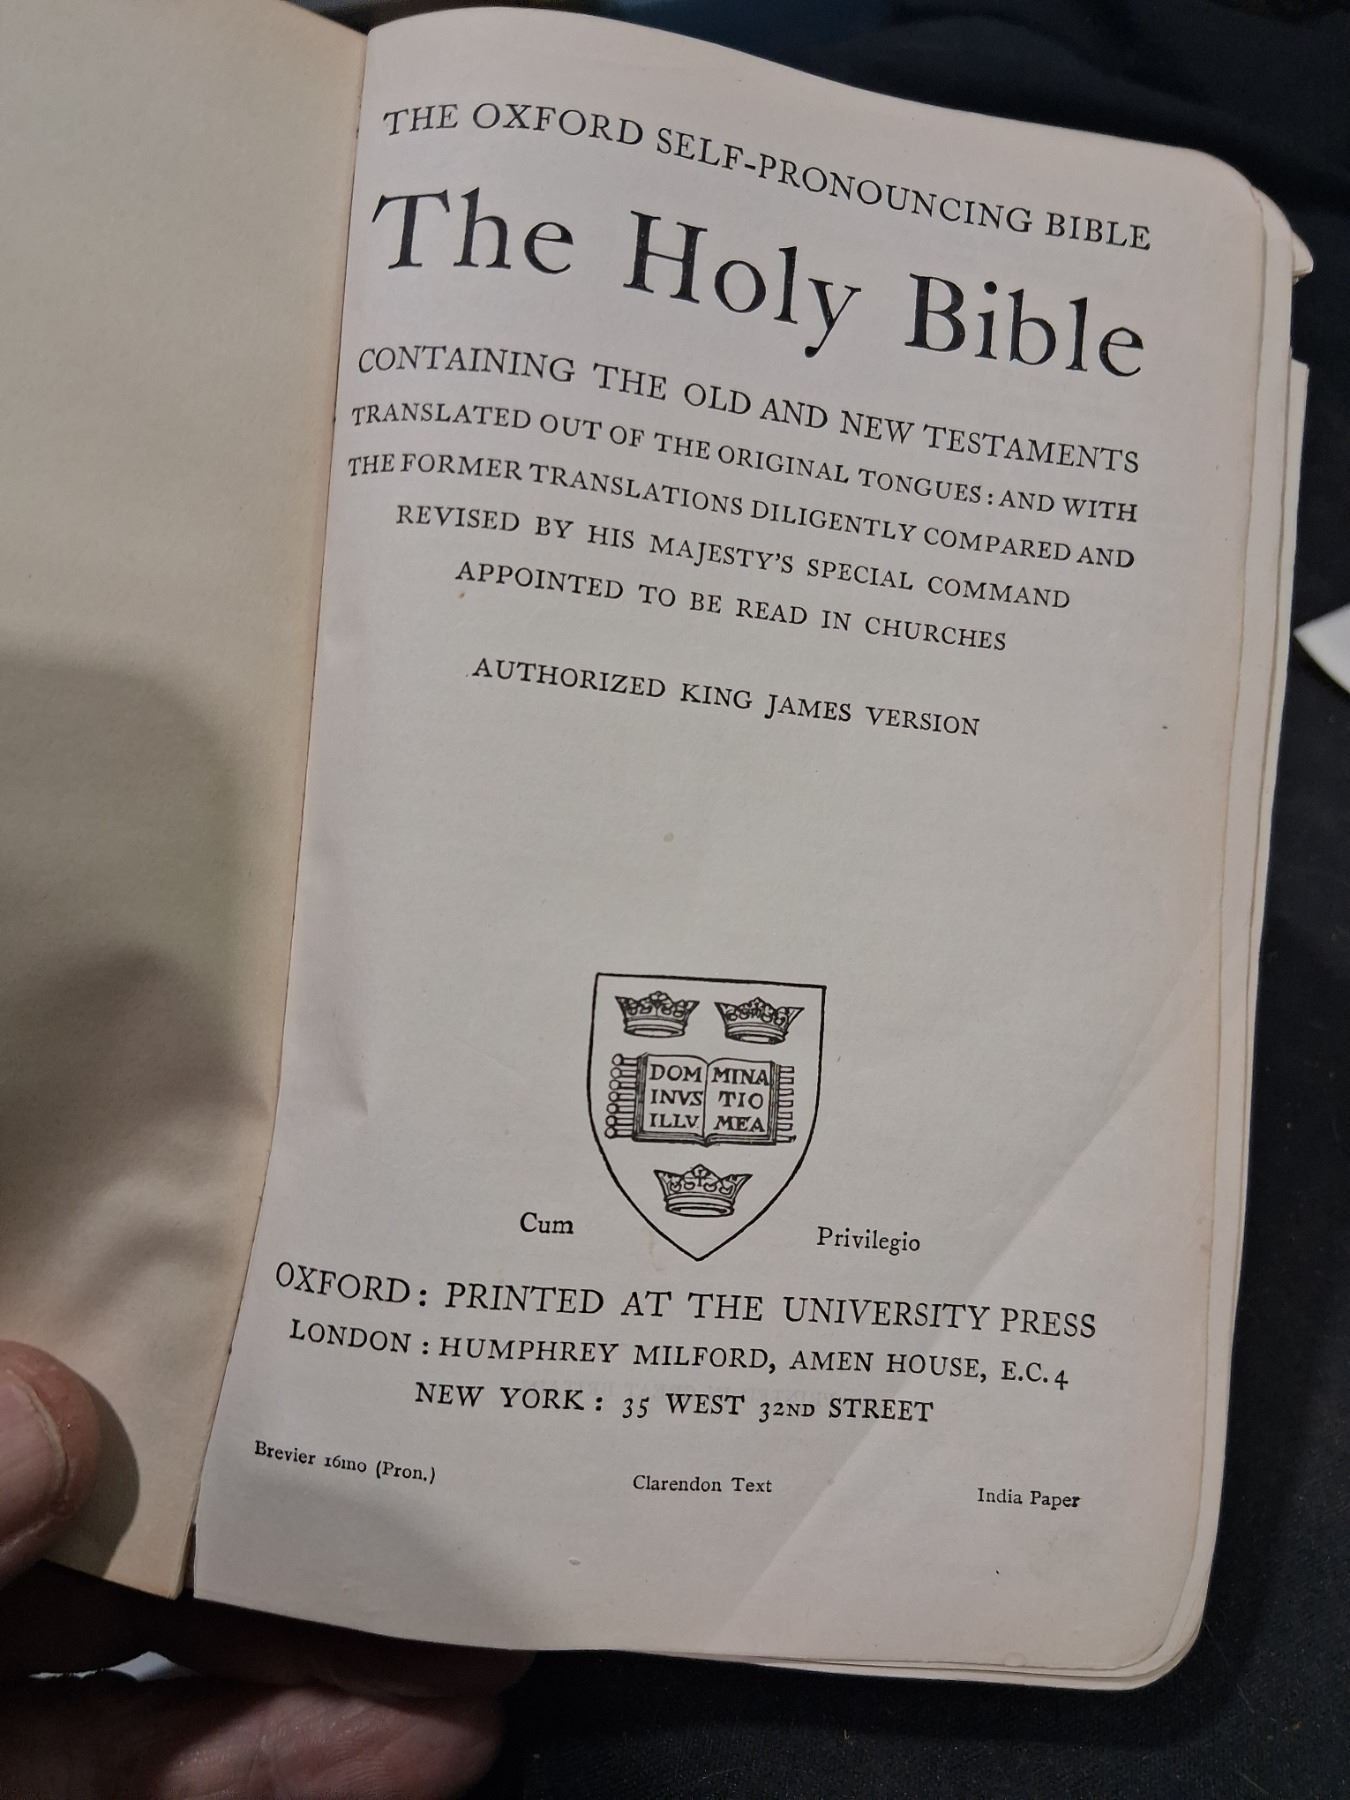 THE OXFORD SELF-PRONOUNCING BIBLE
The Holy Bible
CONTAINING THE OLD AND NEW TESTAMENTS
TRANSLATED OUT OF THE ORIGINAL TONGUES: AND WITH
THE FORMER TRANSLATIONS DILIGENTLY COMPARED AND
REVISED BY HIS MAJESTY'S SPECIAL COMMAND
APPOINTED TO BE READ IN CHURCHES
AUTHORIZED KING JAMES VERSION
DOM MINA
INVS TIO
ILLV MEA
Cum Privilegio
OXFORD: PRINTED AT THE UNIVERSITY PRESS
LONDON: HUMPHREY MILFORD, AMEN HOUSE, E.C.4
NEW YORK: 35 WEST 32ND STREET
Brevier 16mo (Pron.) Clarendon Text India Paper